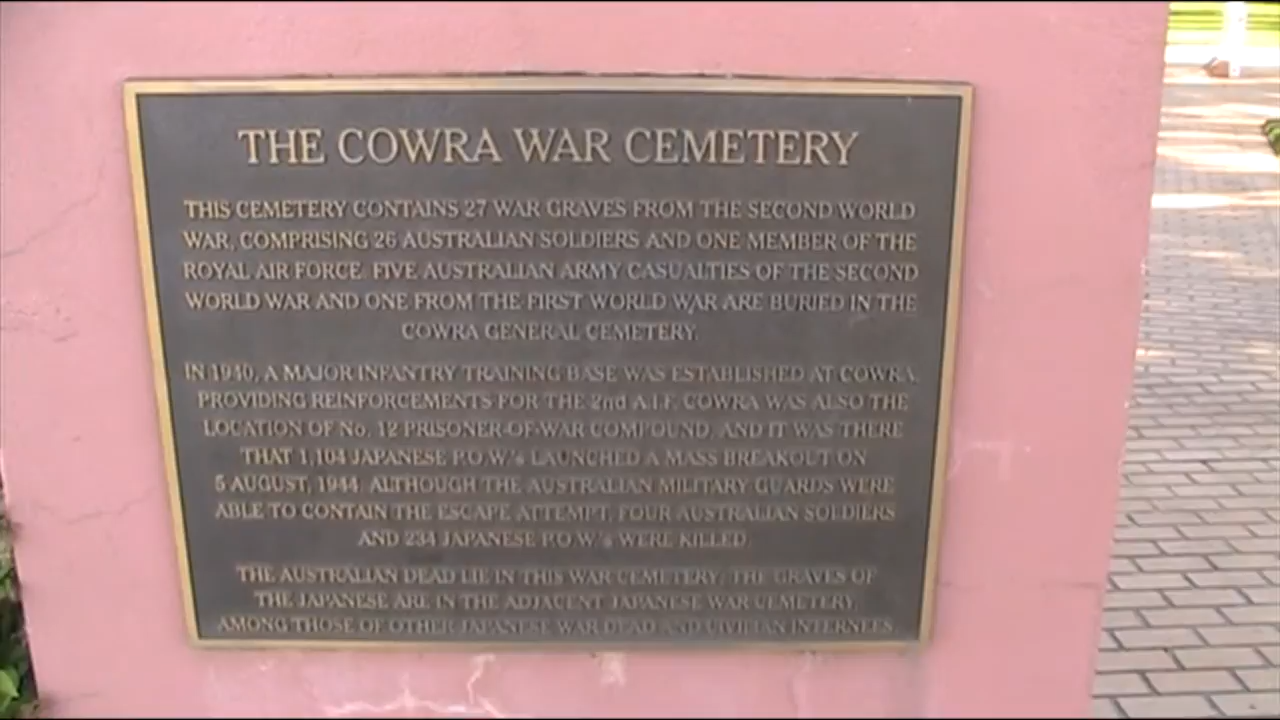 THE COWRA WAR CEMETERY
THIS CEMETERY CONTAINS 27 WAR GRAVES FROM THE SECOND WORLD
WAR, COMPRISING 26 AUSTRALIAN SOLDIERS AND ONE MEMBER OF THE
ROYAL AIR FORCE. FIVE AUSTRALIAN ARMY CASUALTIES OF THE SECOND
WORLD WAR AND ONE FROM THE FIRST WORLD WAR ARE BURIED IN THE
COWRA GENERAL CEMETERY.
IN 1940, A MAJOR INFANTRY TRAINING BASE WAS ESTABLISHED AT COWRA,
PROVIDING REINFORCEMENTS FOR THE 2nd A.I.F. COWRA WAS ALSO THE
LOCATION OF No. 12 PRISONER-OF-WAR COMPOUND, AND IT WAS THERE
THAT 1,104 JAPANESE P.O.W.'s LAUNCHED A MASS BREAKOUT ON
5 AUGUST, 1944. ALTHOUGH THE AUSTRALIAN MILITARY GUARDS WERE
ABLE TO CONTAIN THE ESCAPE ATTEMPT, FOUR AUSTRALIAN SOLDIERS
AND 234 JAPANESE P.O.W.'s WERE KILLED.
THE AUSTRALIAN DEAD LIE IN THIS WAR CEMETERY; THE GRAVES OF
THE JAPANESE ARE IN THE ADJACENT JAPANESE WAR CEMETERY,
AMONG THOSE OF OTHER JAPANESE WAR DEAD AND CIVILIAN INTERNEES.